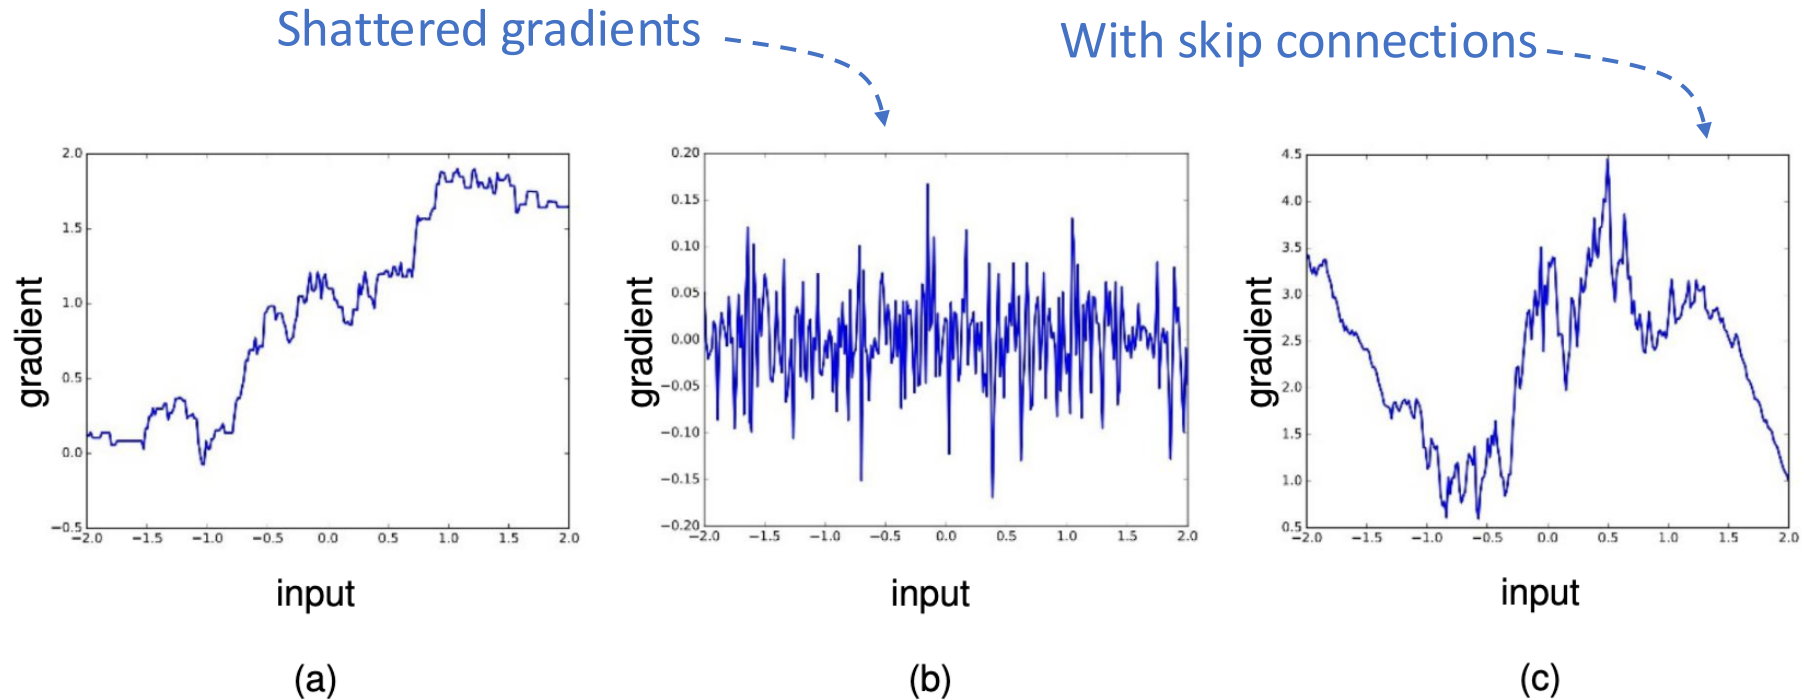 Shattered gradients
With skip connections
2.0
1.5
1.0
0.5
0.0
−0.5
−2.0 −1.5 −1.0 −0.5 0.0 0.5 1.0 1.5 2.0
gradient
input
(a)
0.20
0.15
0.10
0.05
0.00
−0.05
−0.10
−0.15
−0.20
−2.0 −1.5 −1.0 −0.5 0.0 0.5 1.0 1.5 2.0
gradient
input
(b)
4.5
4.0
3.5
3.0
2.5
2.0
1.5
1.0
0.5
−2.0 −1.5 −1.0 −0.5 0.0 0.5 1.0 1.5 2.0
gradient
input
(c)